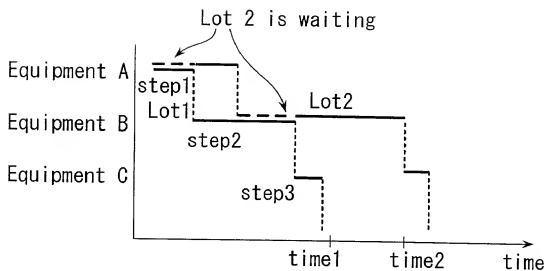 Lot 2 is waiting
Equipment A
step1
Lot1
Lot2
Equipment B
step2
Equipment C
step3
time1
time2
time